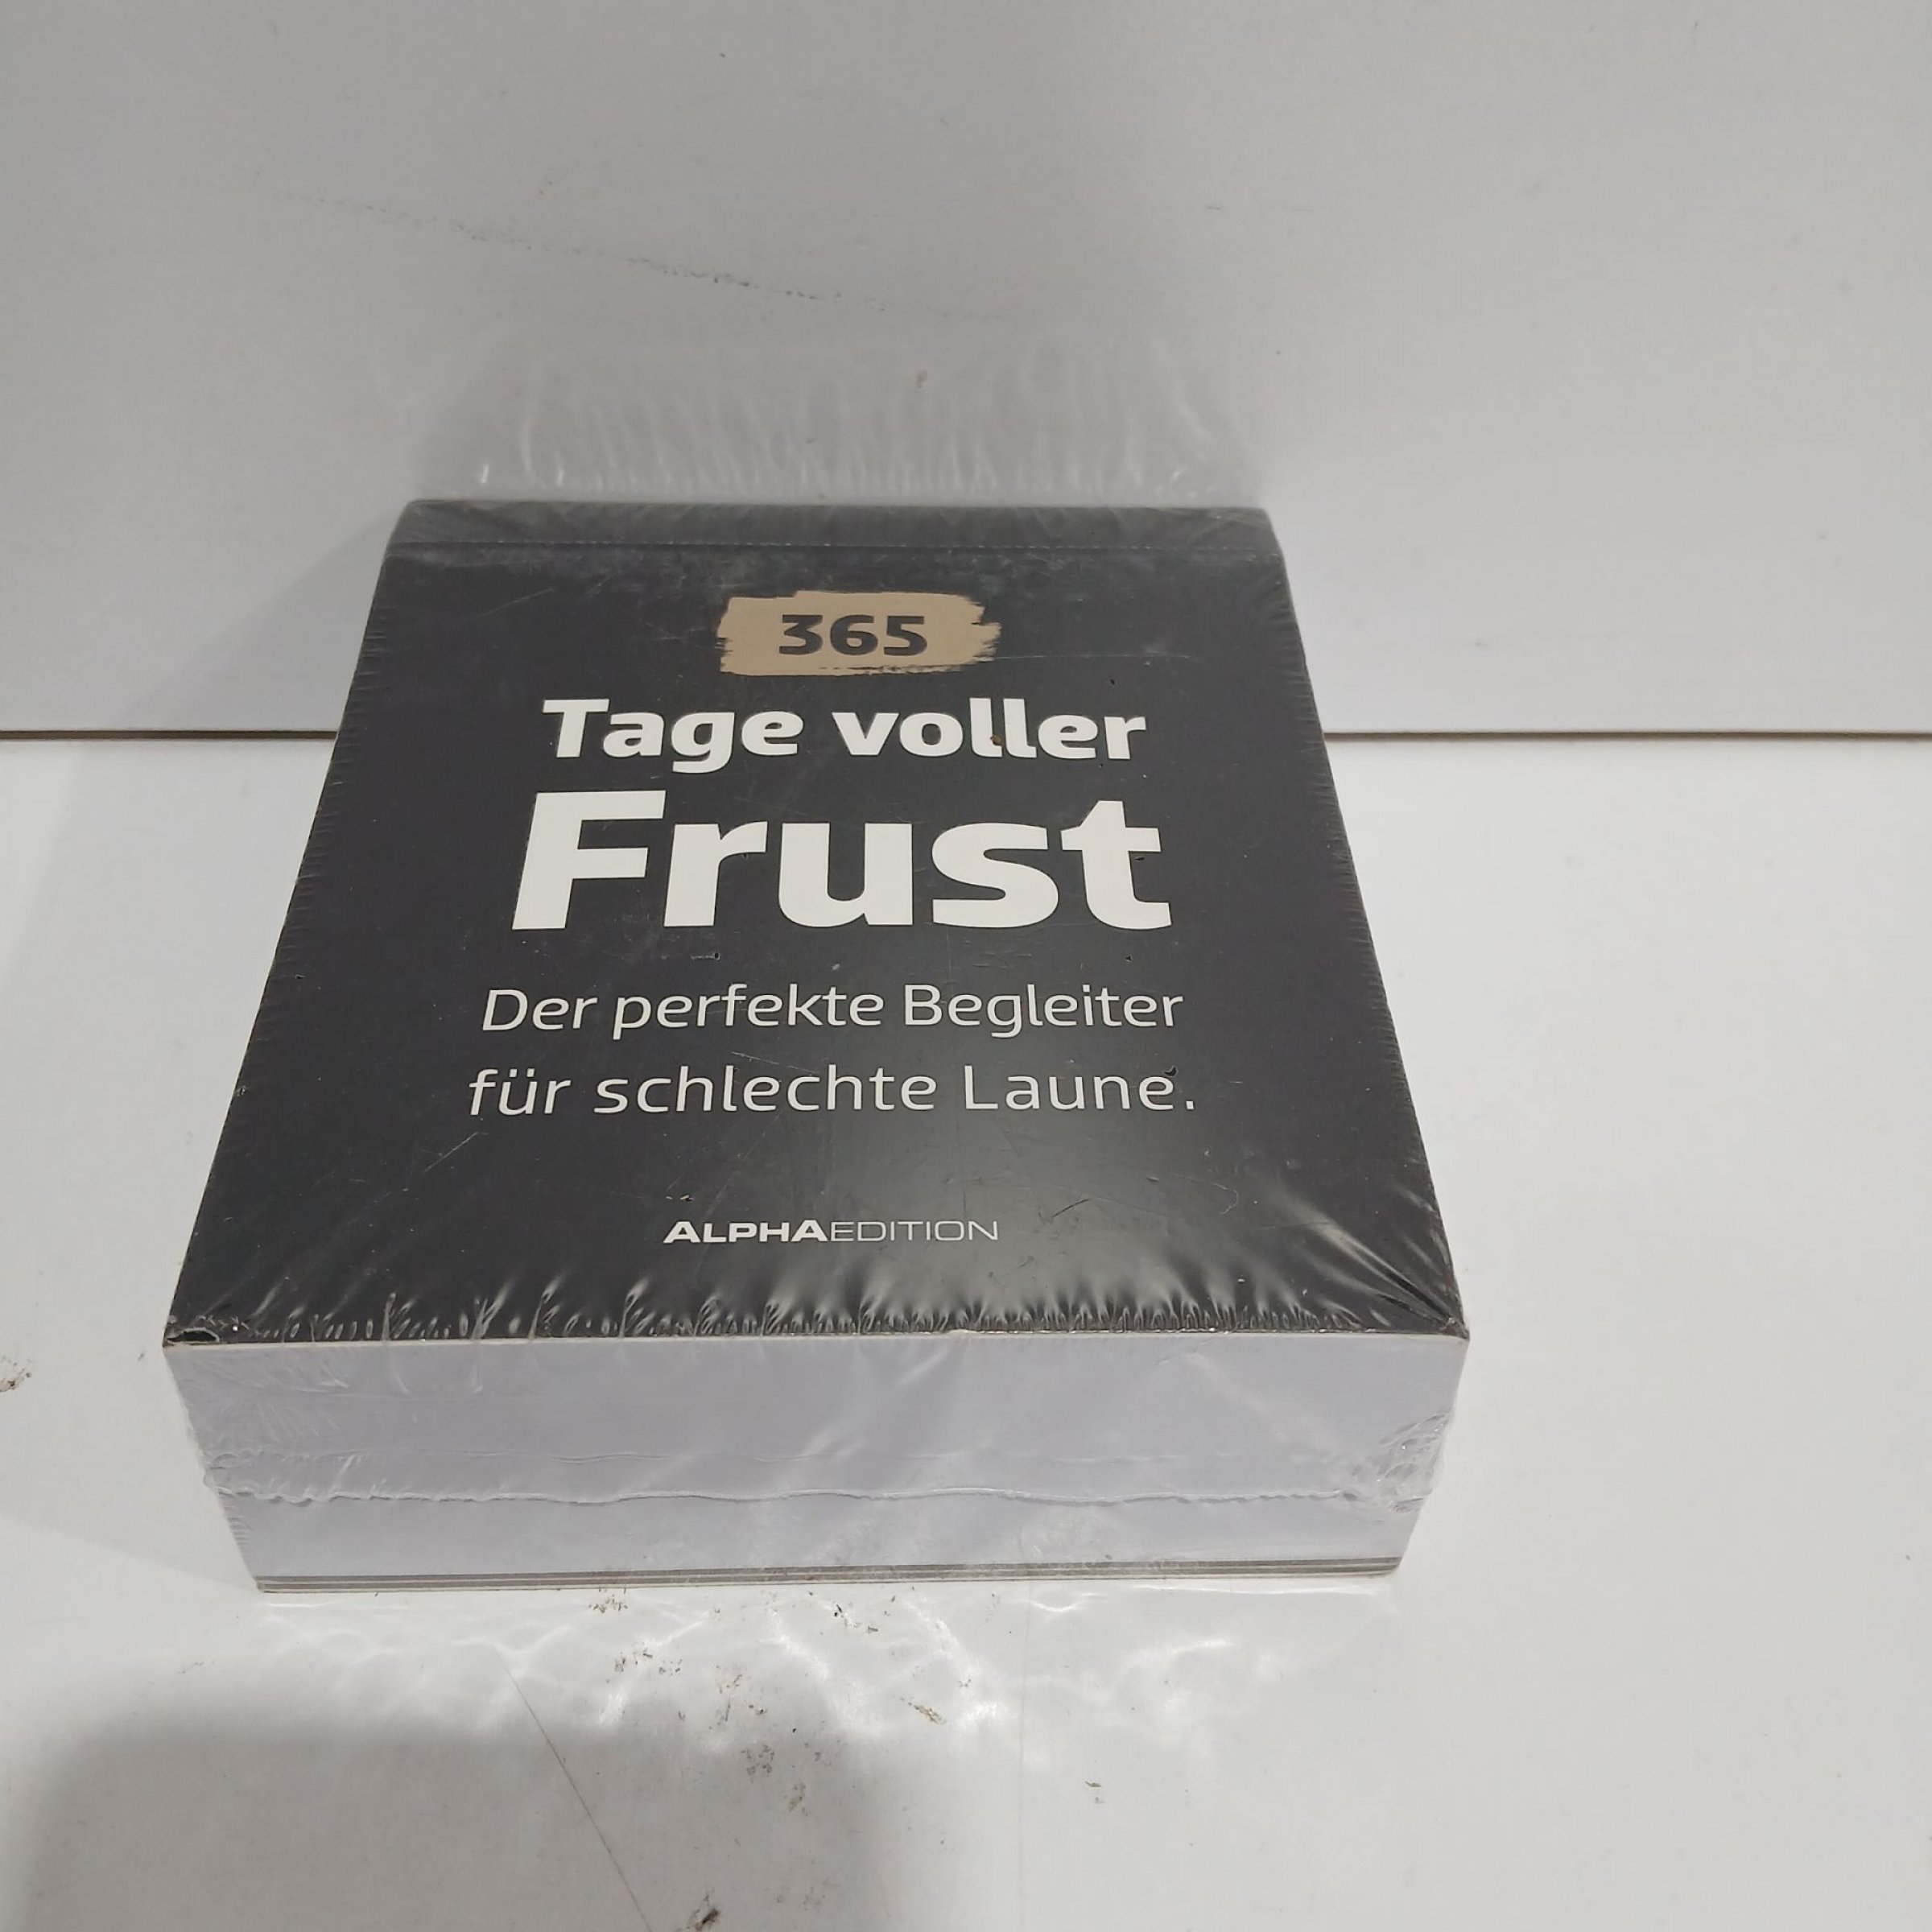 365
Tage voller
Frust
Der perfekte Begleiter
für schlechte Laune.
ALPHAEDITION